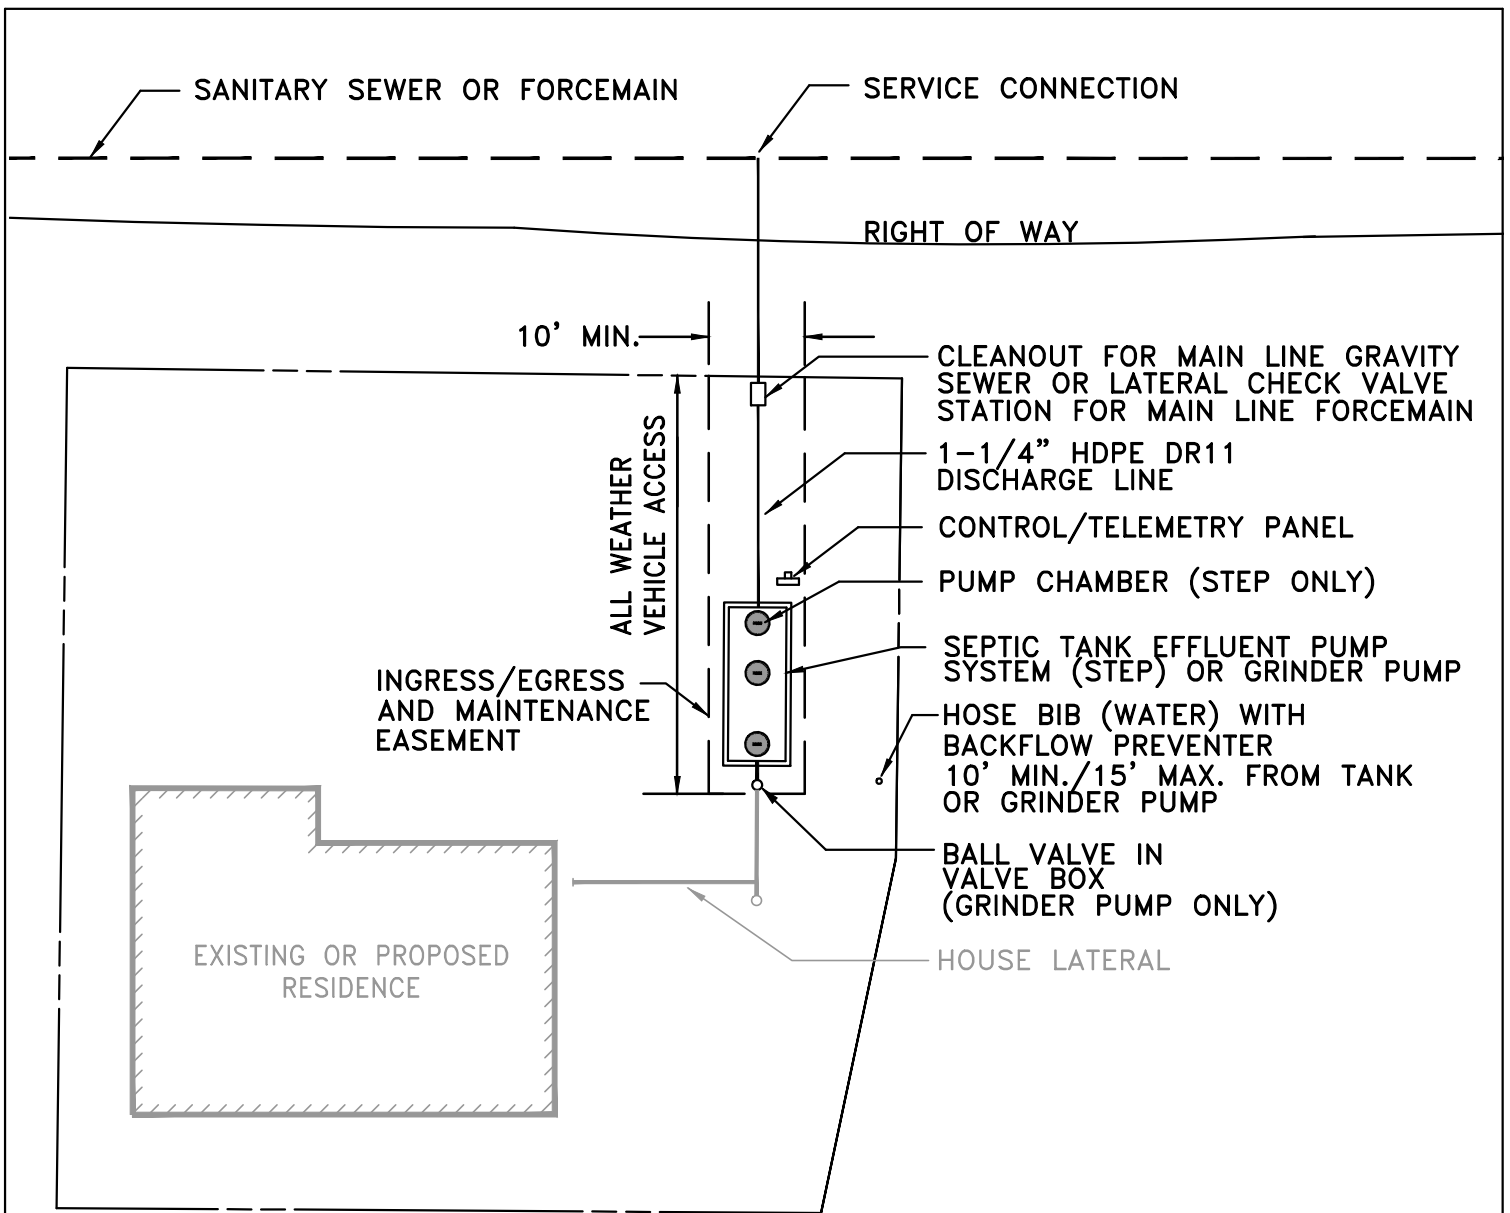 SANITARY SEWER OR FORCEMAIN
SERVICE CONNECTION
RIGHT OF WAY
10' MIN.
CLEANOUT FOR MAIN LINE GRAVITY
SEWER OR LATERAL CHECK VALVE
STATION FOR MAIN LINE FORCEMAIN
1-1/4" HDPE DR11
DISCHARGE LINE
ALL WEATHER
VEHICLE ACCESS
CONTROL/TELEMETRY PANEL
PUMP CHAMBER (STEP ONLY)
SEPTIC TANK EFFLUENT PUMP
SYSTEM (STEP) OR GRINDER PUMP
INGRESS/EGRESS
AND MAINTENANCE
EASEMENT
HOSE BIB (WATER) WITH
BACKFLOW PREVENTER
10' MIN./15' MAX. FROM TANK
OR GRINDER PUMP
BALL VALVE IN
VALVE BOX
(GRINDER PUMP ONLY)
EXISTING OR PROPOSED
RESIDENCE
HOUSE LATERAL